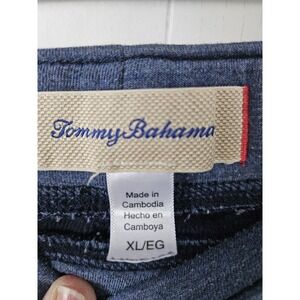 Tommy Bahama
Made in
Cambodia
Hecho en
Camboya
XL/EG